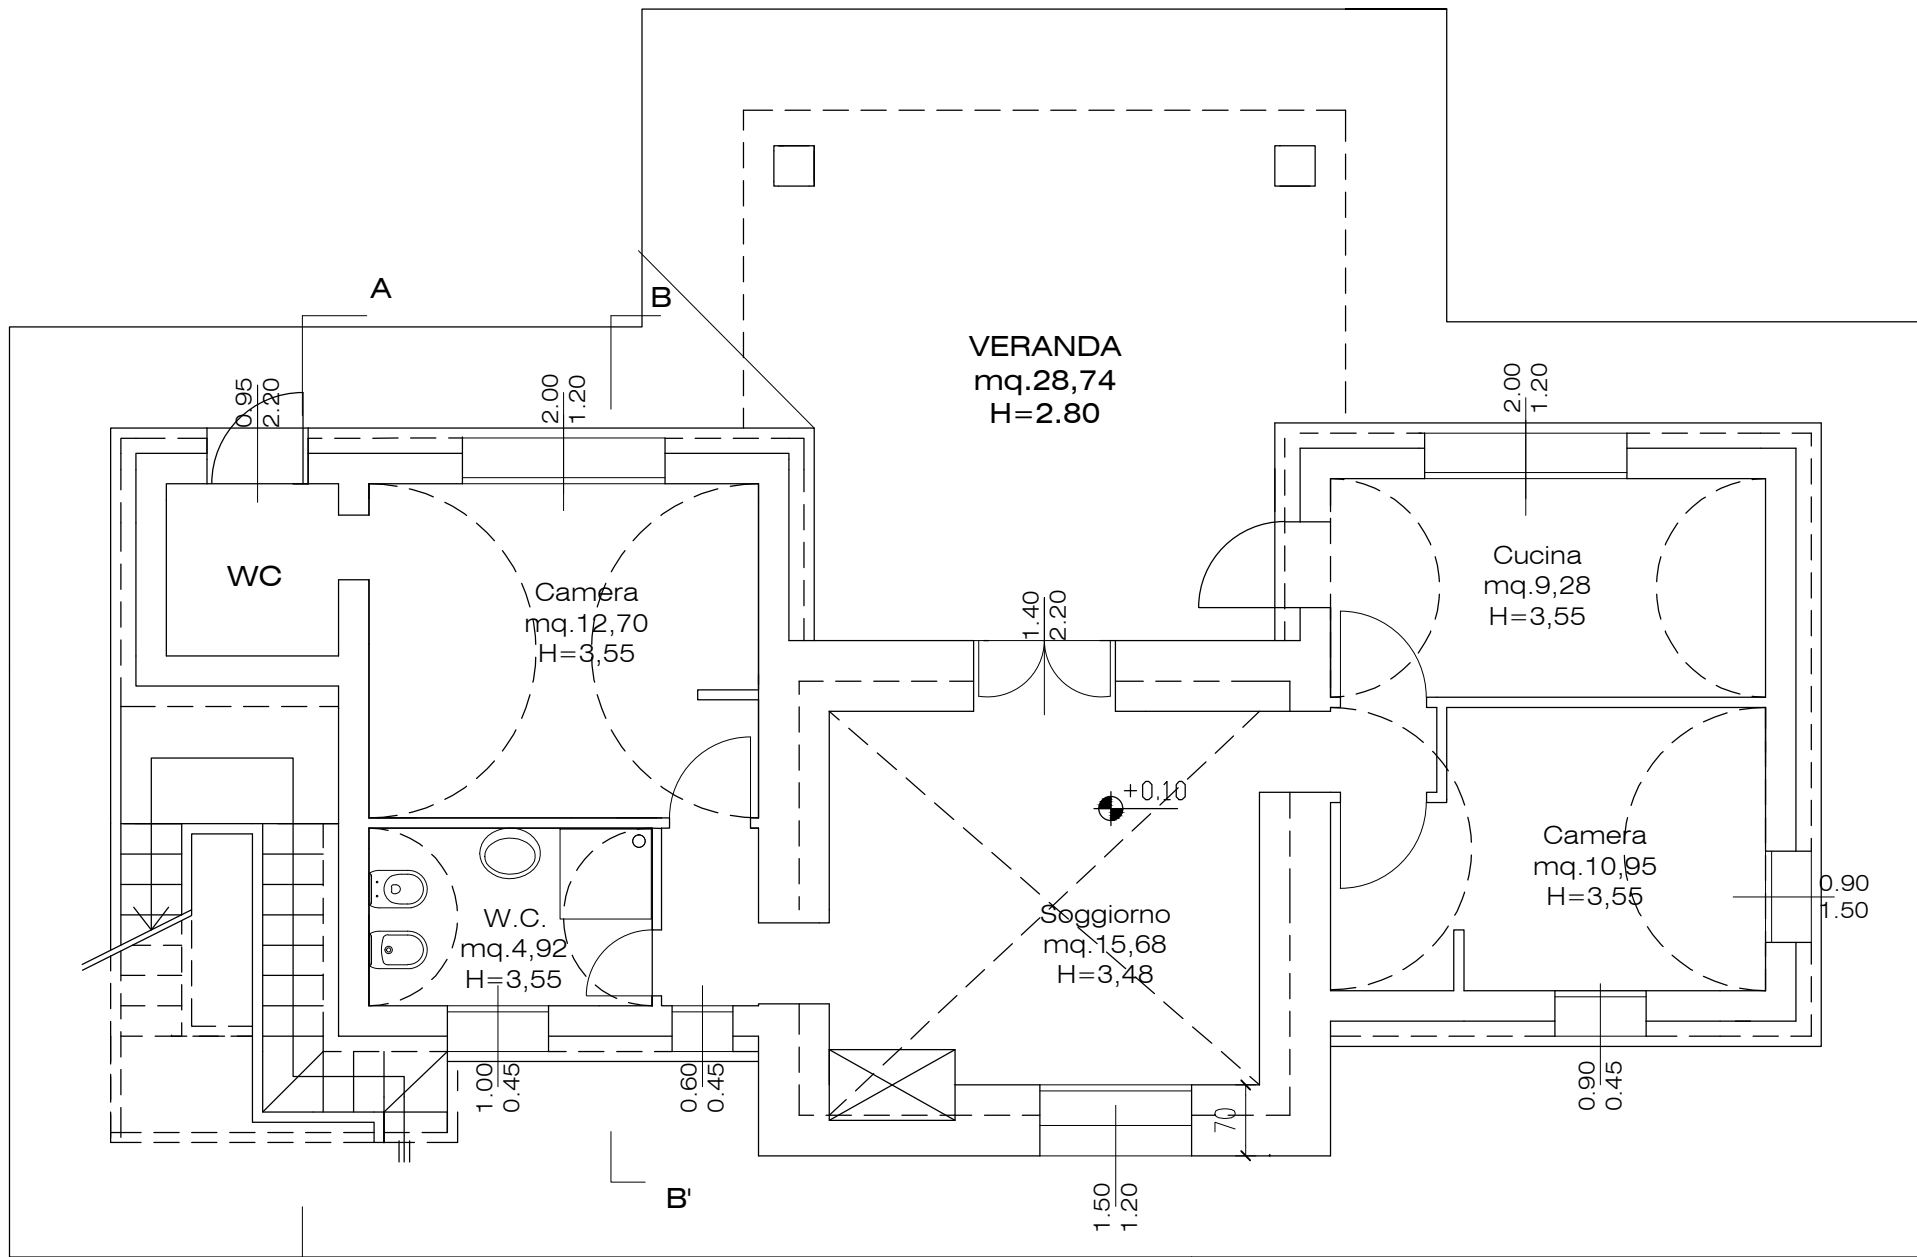 A
B
VERANDA
mq.28,74
H=2.80
0.95
2.20
2.00
1.20
2.00
1.20
WC
Camera
mq.12,70
H=3,55
1.40
2.20
Cucina
mq.9,28
H=3,55
+0.10
Camera
mq.10,95
H=3,55
0.90
1.50
W.C.
mq.4,92
H=3,55
Soggiorno
mq.15,68
H=3,48
1.00
0.45
0.60
0.45
70
0.90
0.45
1.50
1.20
B'